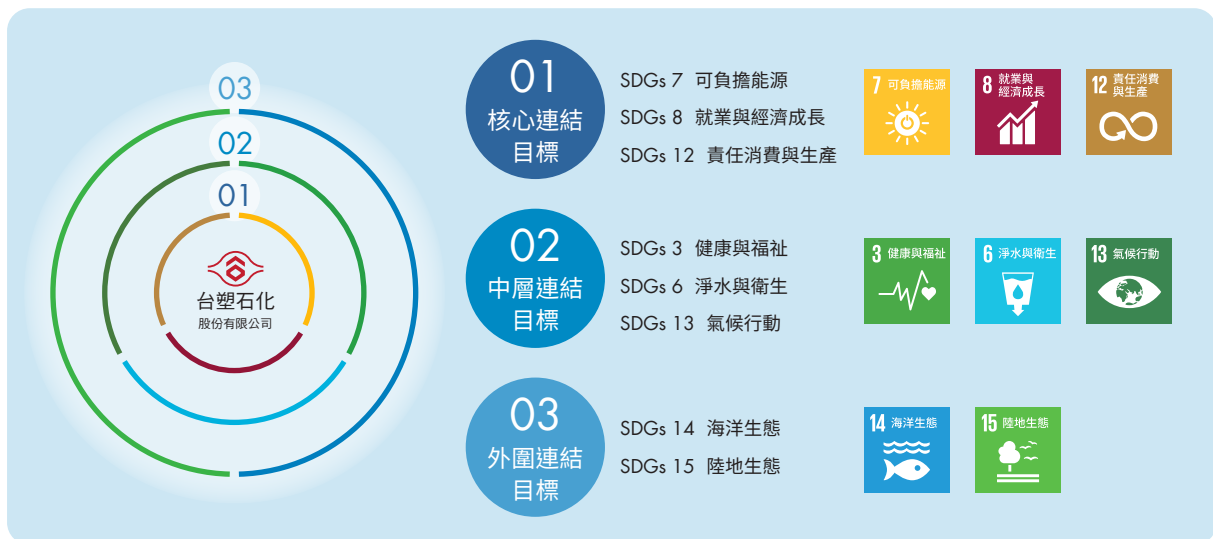 03
02
01
台塑石化
股份有限公司
01
核心連結
目標
SDGs 7 可負擔能源
SDGs 8 就業與經濟成長
SDGs 12 責任消費與生產
7 可負擔能源
8 就業與
經濟成長
12 責任消費
與生產
02
中層連結
目標
SDGs 3 健康與福祉
SDGs 6 淨水與衛生
SDGs 13 氣候行動
3 健康與福祉
6 淨水與衛生
13 氣候行動
03
外圍連結
目標
SDGs 14 海洋生態
SDGs 15 陸地生態
14 海洋生態
15 陸地生態